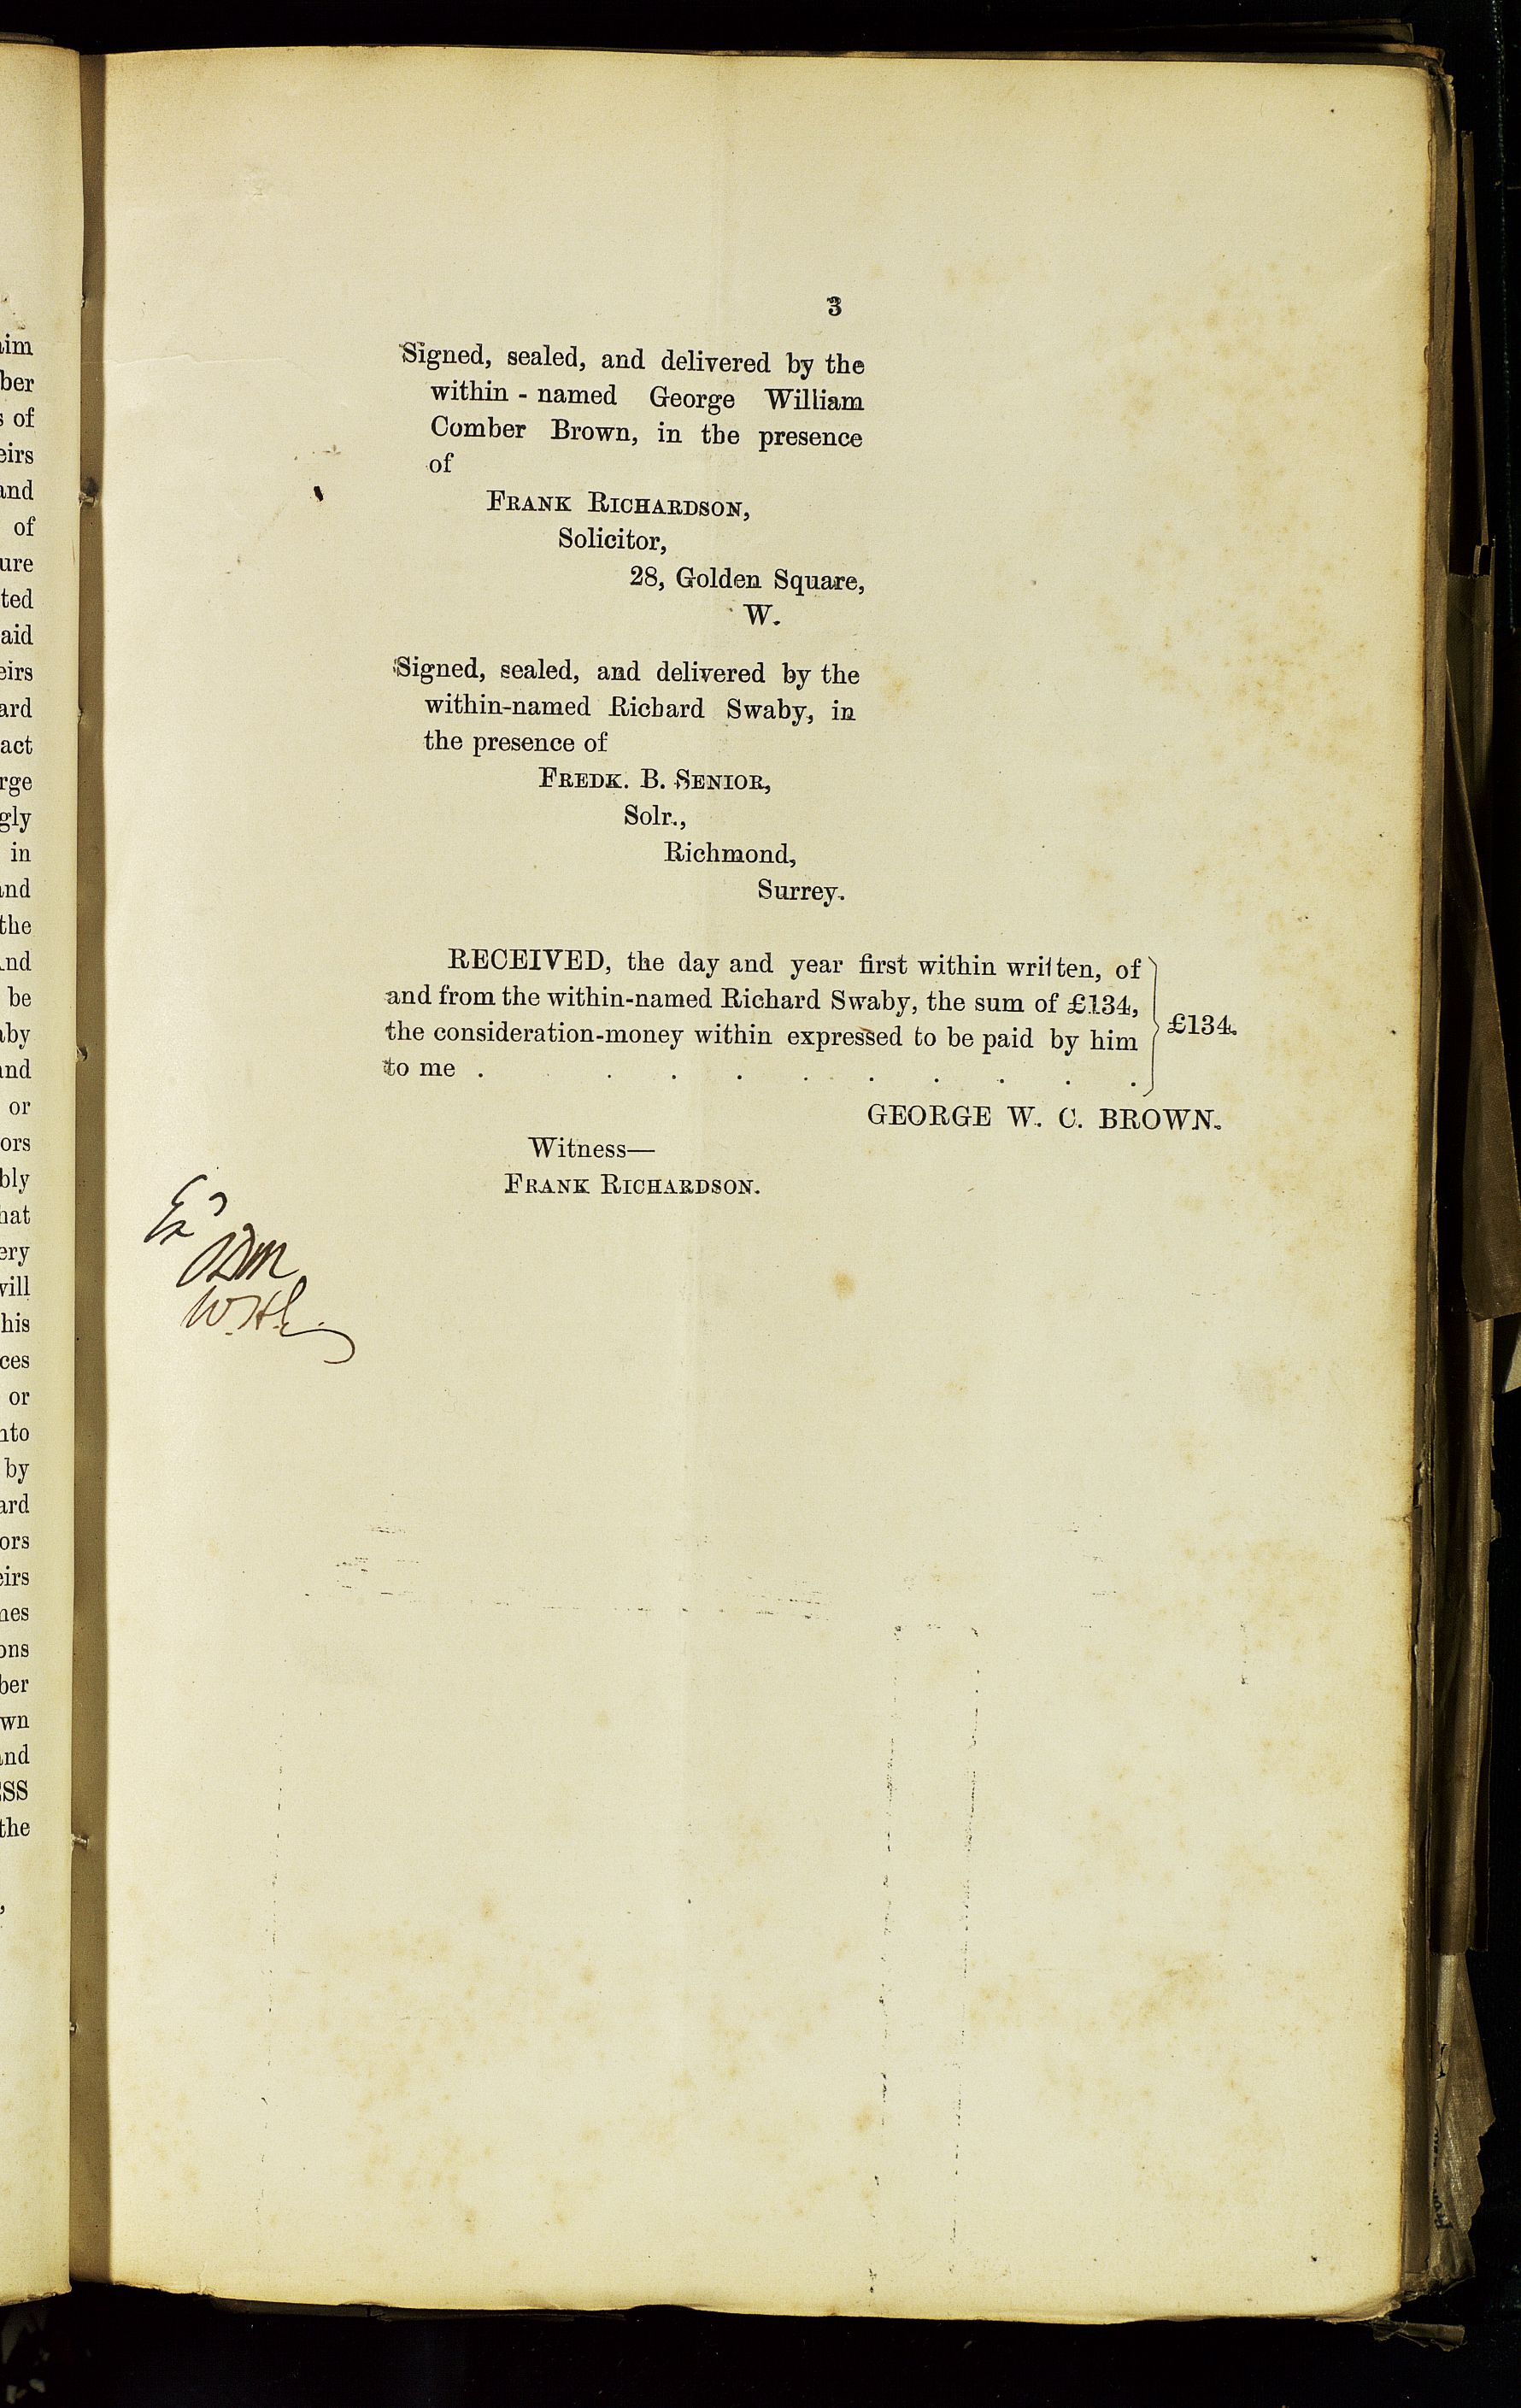 3
Signed, sealed, and delivered by the
within - named George William
Comber Brown, in the presence
of
FRANK RICHARDSON,
Solicitor,
28, Golden Square,
W.
Signed, sealed, and delivered by the
within-named Richard Swaby, in
the presence of
FREDK. B. SENIOR,
Solr.,
Richmond,
Surrey.
RECEIVED, the day and year first within written, of
and from the within-named Richard Swaby, the sum of £134,
the consideration-money within expressed to be paid by him
to me . . . . . . . . . .
£134.
GEORGE W. C. BROWN.
Witness—
FRANK RICHARDSON.